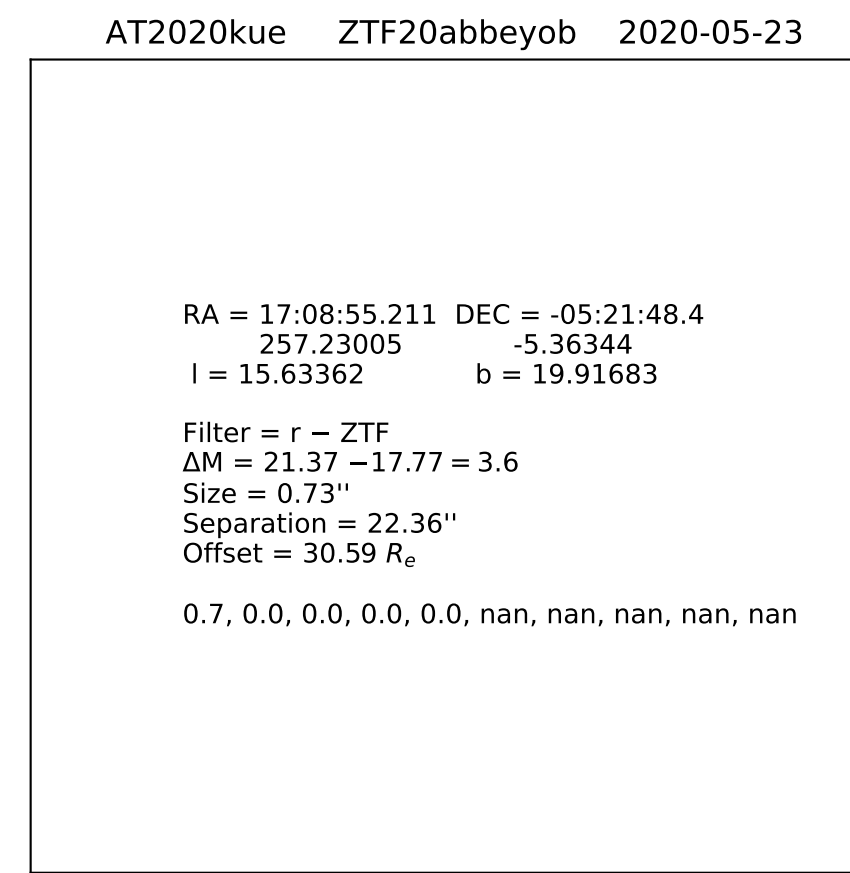 AT2020kue ZTF20abbeyob 2020-05-23
RA = 17:08:55.211 DEC = -05:21:48.4
257.23005 -5.36344
l = 15.63362 b = 19.91683
Filter = r − ZTF
ΔM = 21.37 −17.77 = 3.6
Size = 0.73''
Separation = 22.36''
Offset = 30.59 Rₑ
0.7, 0.0, 0.0, 0.0, 0.0, nan, nan, nan, nan, nan